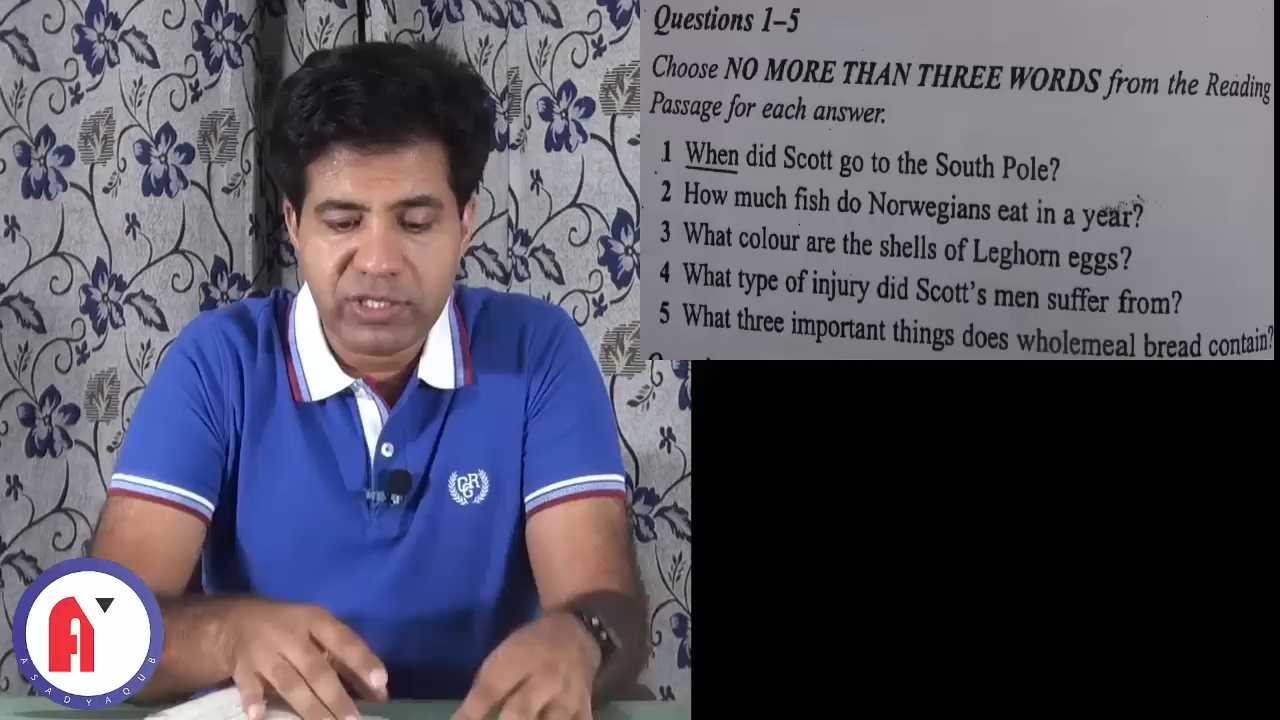 Questions 1–5
Choose NO MORE THAN THREE WORDS from the Reading
Passage for each answer.
1 When did Scott go to the South Pole?
2 How much fish do Norwegians eat in a year?
3 What colour are the shells of Leghorn eggs?
4 What type of injury did Scott's men suffer from?
5 What three important things does wholemeal bread contain?
GGR
AY
ASADYAQUB